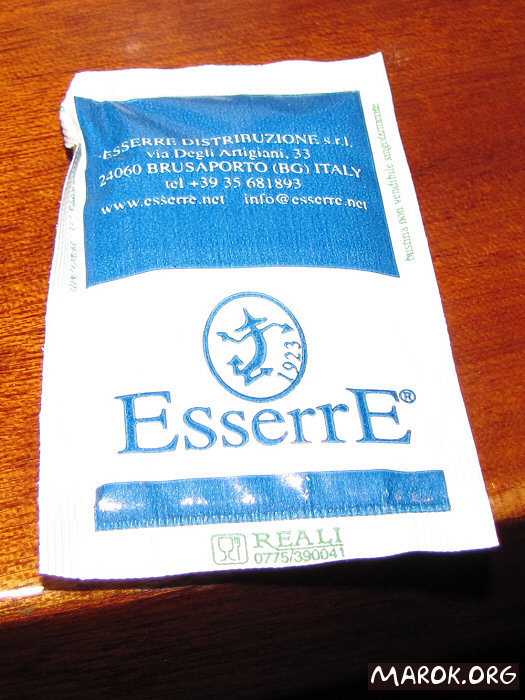 ESSERRE DISTRIBUZIONE s.r.l.
via Degli Artigiani, 33
24060 BRUSAPORTO (BG) ITALY
tel +39 35 681893
www.esserre.net info@esserre.net
bustina non vendibile singolarmente
1923
EsserrE®
REALI
0775/390041
MAROK.ORG